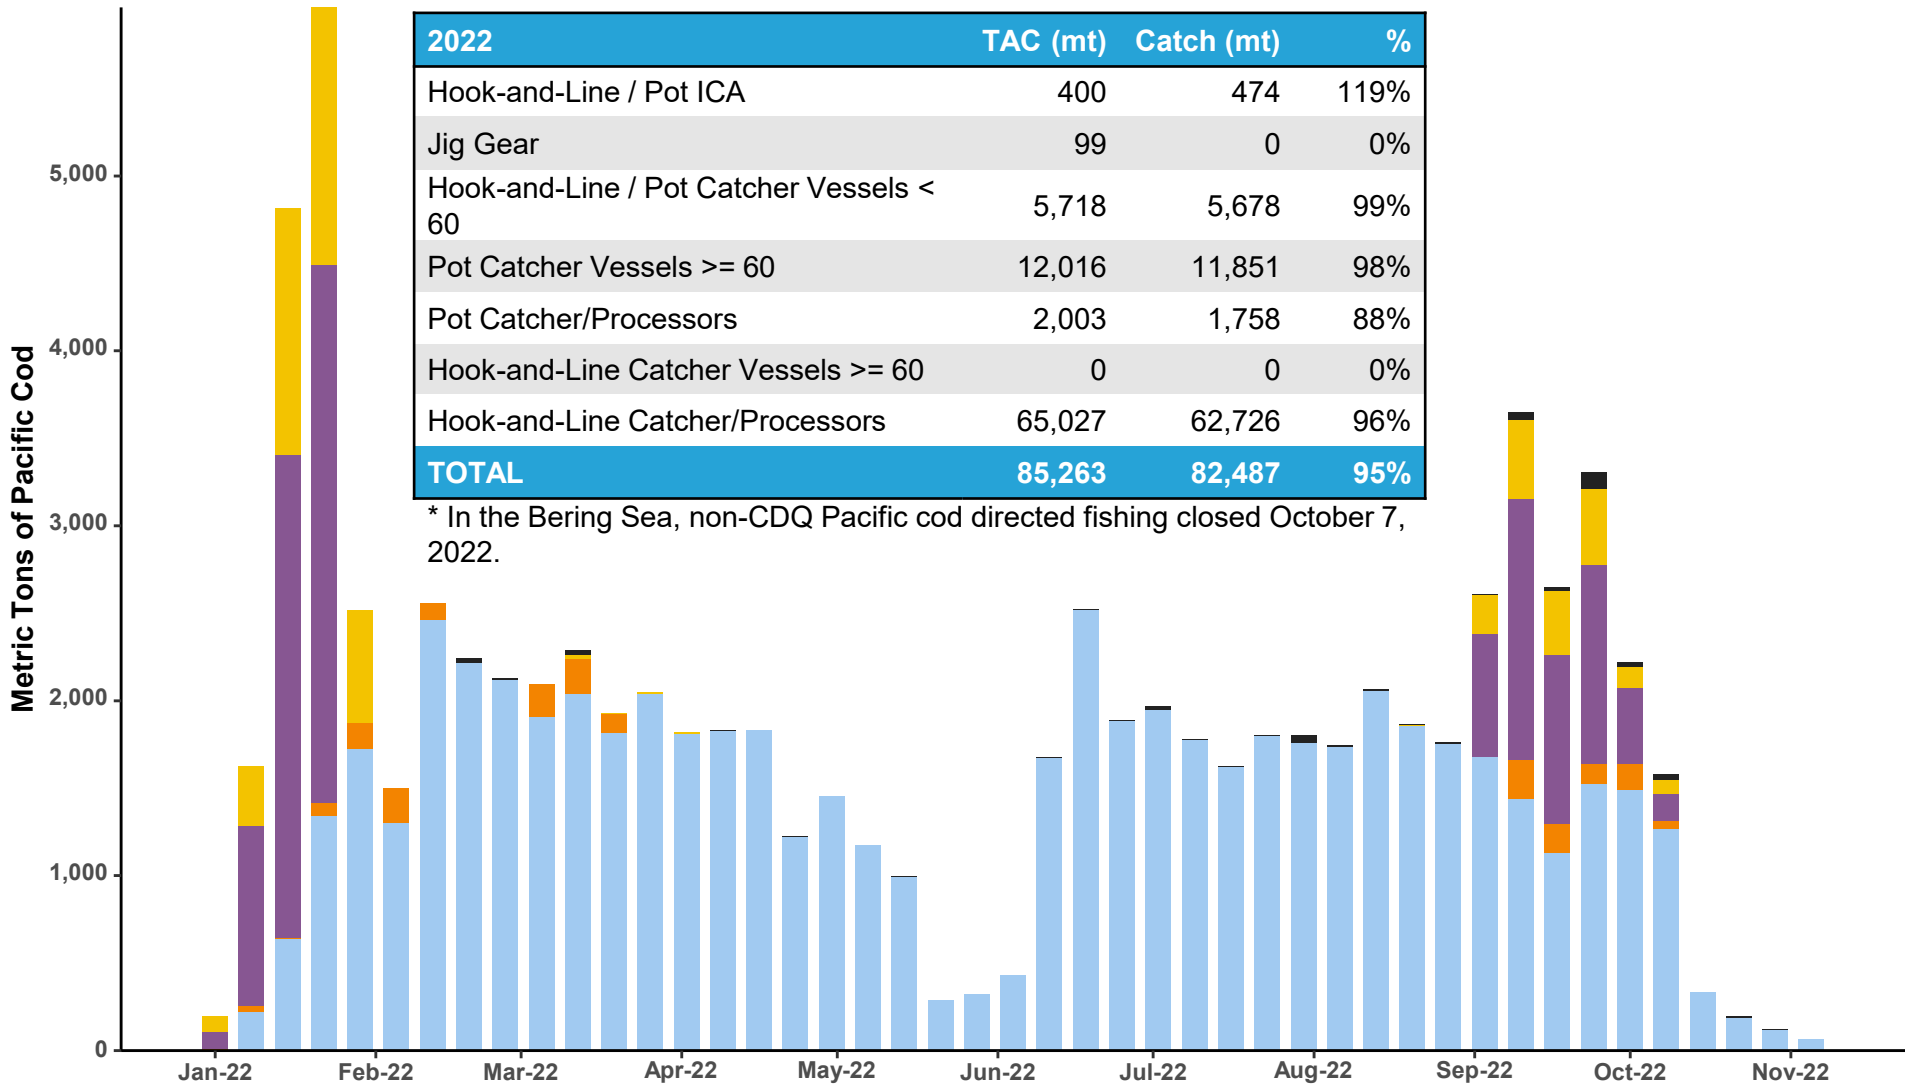 2022 TAC (mt) Catch (mt) %
Hook-and-Line / Pot ICA 400 474 119%
Jig Gear 99 0 0%
Hook-and-Line / Pot Catcher Vessels <
60 5,718 5,678 99%
Pot Catcher Vessels >= 60 12,016 11,851 98%
Pot Catcher/Processors 2,003 1,758 88%
Hook-and-Line Catcher Vessels >= 60 0 0 0%
Hook-and-Line Catcher/Processors 65,027 62,726 96%
TOTAL 85,263 82,487 95%
* In the Bering Sea, non-CDQ Pacific cod directed fishing closed October 7,
2022.
Metric Tons of Pacific Cod
5,000
4,000
3,000
2,000
1,000
0
Jan-22 Feb-22 Mar-22 Apr-22 May-22 Jun-22 Jul-22 Aug-22 Sep-22 Oct-22 Nov-22